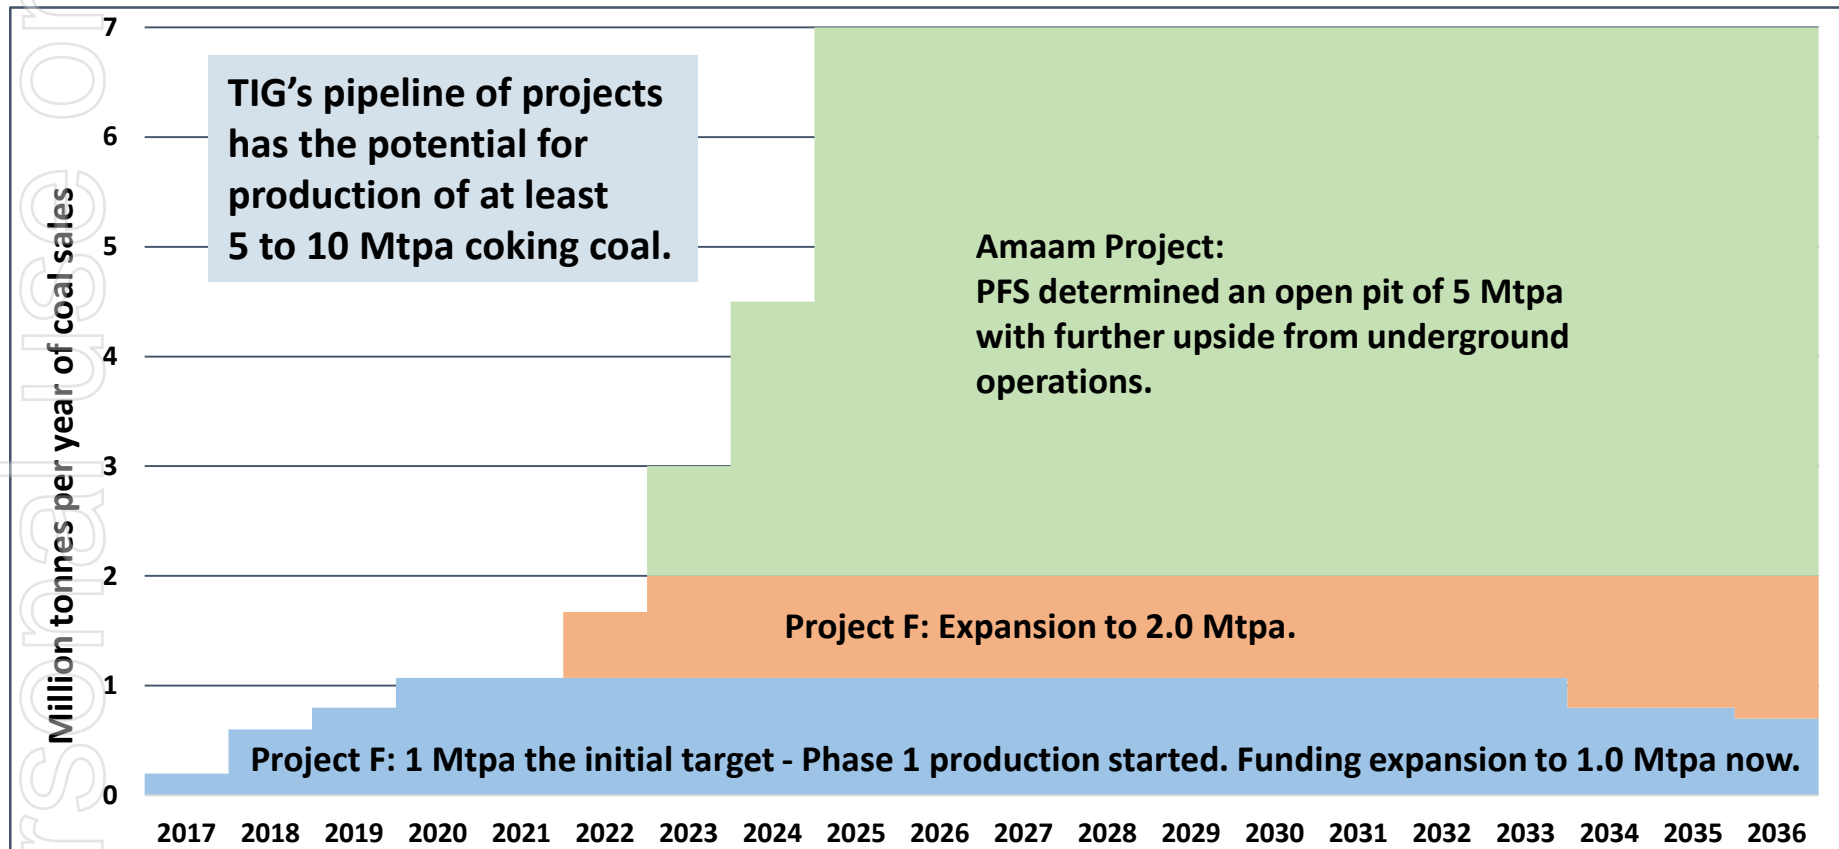 TIG’s pipeline of projects
has the potential for
production of at least
5 to 10 Mtpa coking coal.
Amaam Project:
PFS determined an open pit of 5 Mtpa
with further upside from underground
operations.
Project F: Expansion to 2.0 Mtpa.
Project F: 1 Mtpa the initial target - Phase 1 production started. Funding expansion to 1.0 Mtpa now.
Million tonnes per year of coal sales
7
6
5
4
3
2
1
0
2017 2018 2019 2020 2021 2022 2023 2024 2025 2026 2027 2028 2029 2030 2031 2032 2033 2034 2035 2036
rsonal use or